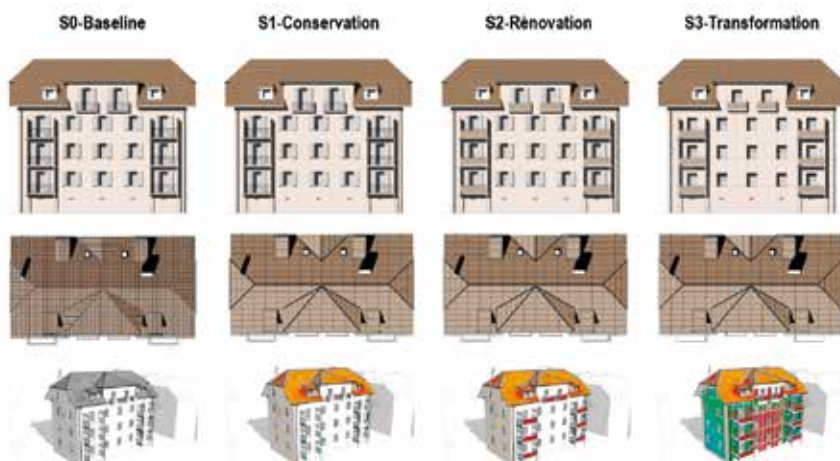 S0-Baseline
S1-Conservation
S2-Rénovation
S3-Transformation